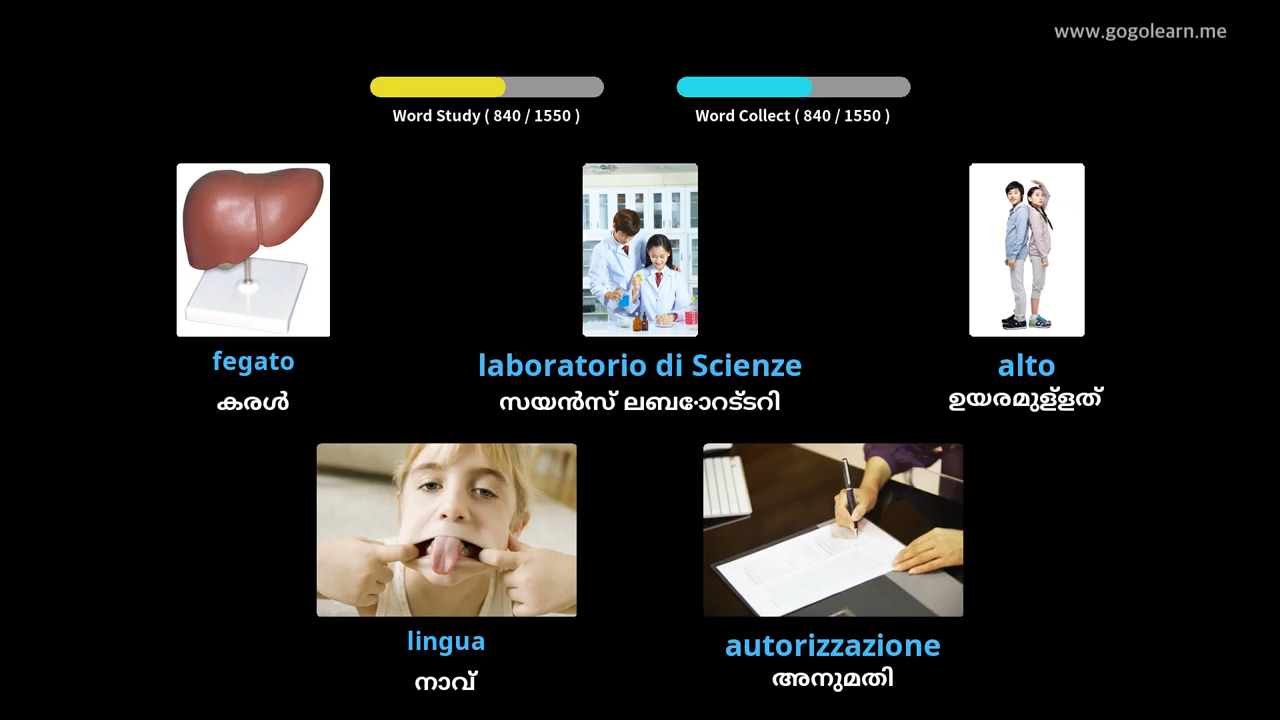 www.gogolearn.me
Word Study ( 840 / 1550 )
Word Collect ( 840 / 1550 )
fegato
കരൾ
laboratorio di Scienze
സയൻസ് ലബോറട്ടറി
alto
ഉയരമുള്ളത്
lingua
നാവ്
autorizzazione
അനുമതി